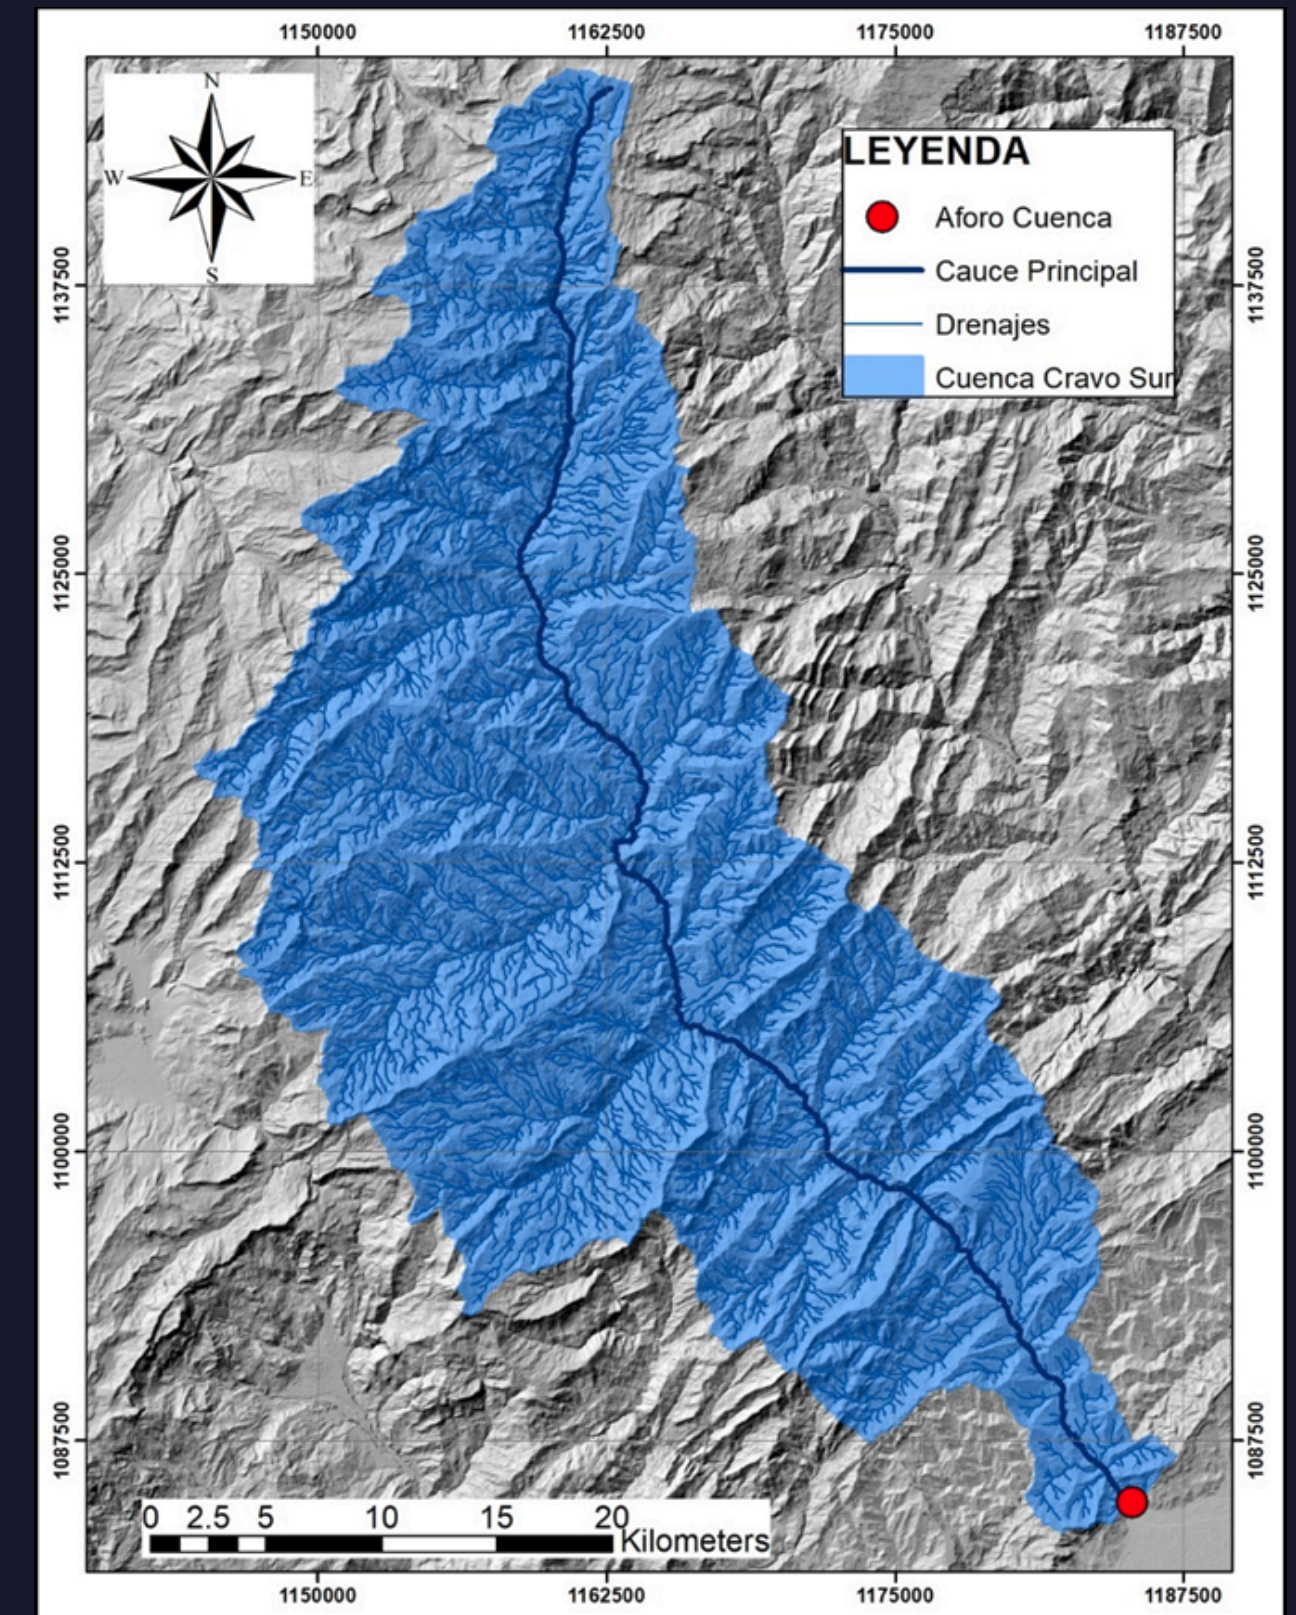 1150000 1162500 1175000 1187500
N
W E
S
LEYENDA
Aforo Cuenca
Cauce Principal
Drenajes
Cuenca Cravo Sur
1137500 1137500
1125000 1125000
1112500 1112500
1100000 1100000
1087500 1087500
0 2.5 5 10 15 20
Kilometers
1150000 1162500 1175000 1187500